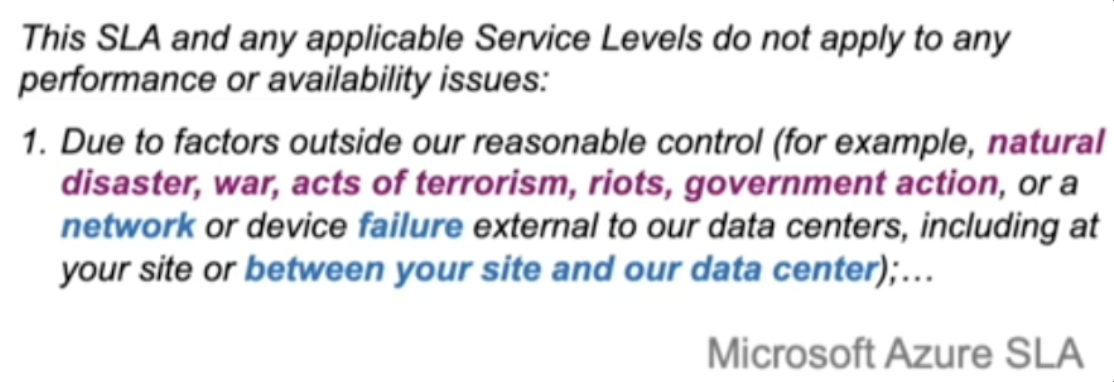 This SLA and any applicable Service Levels do not apply to any
performance or availability issues:
1. Due to factors outside our reasonable control (for example, natural
disaster, war, acts of terrorism, riots, government action, or a
network or device failure external to our data centers, including at
your site or between your site and our data center);…
Microsoft Azure SLA